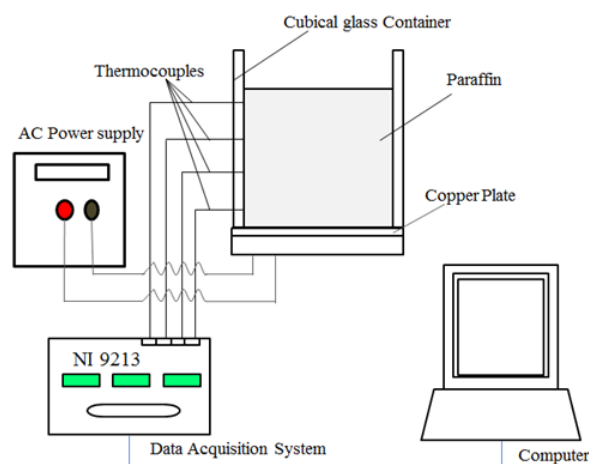 Cubical glass Container
Thermocouples
Paraffin
AC Power supply
Copper Plate
NI 9213
Data Acquisition System
Computer